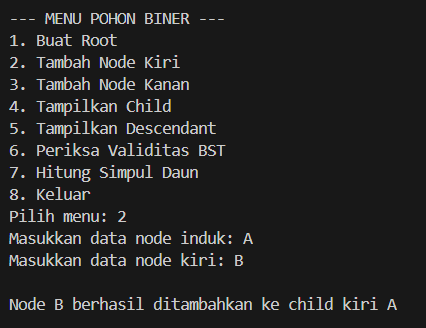 --- MENU POHON BINER ---
1. Buat Root
2. Tambah Node Kiri
3. Tambah Node Kanan
4. Tampilkan Child
5. Tampilkan Descendant
6. Periksa Validitas BST
7. Hitung Simpul Daun
8. Keluar
Pilih menu: 2
Masukkan data node induk: A
Masukkan data node kiri: B
Node B berhasil ditambahkan ke child kiri A